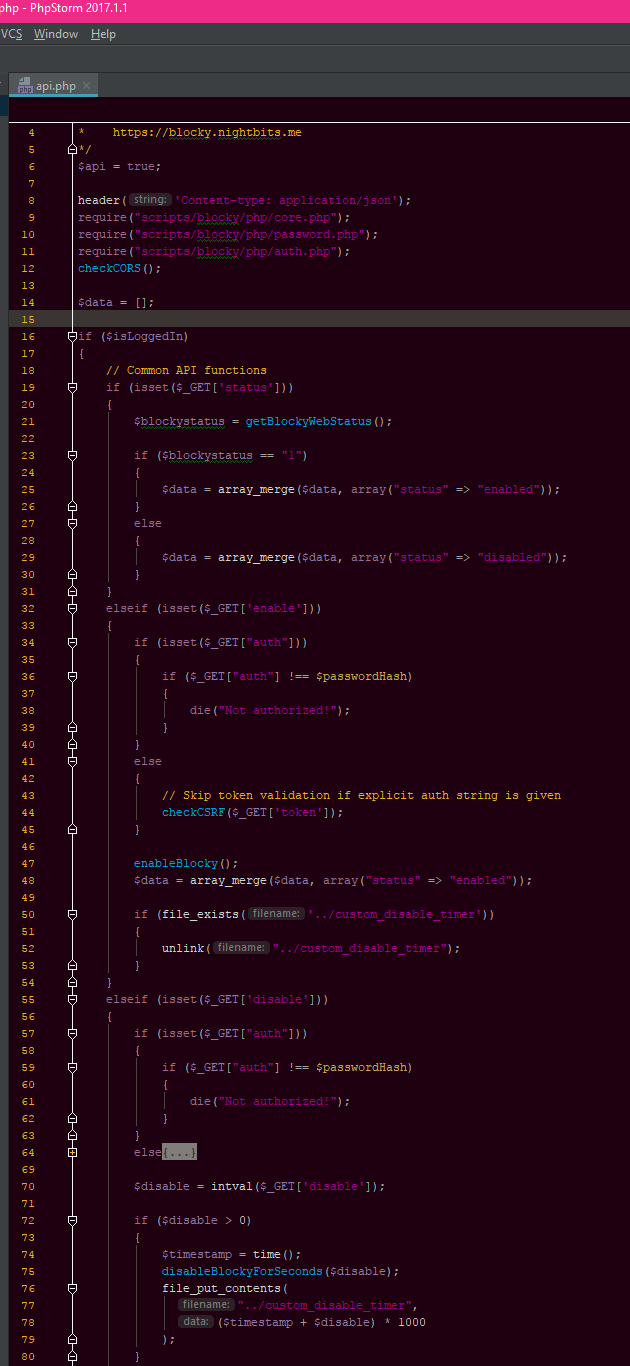 php - PhpStorm 2017.1.1
VCS Window Help
api.php
4 * https://blocky.nightbits.me
5 */
6 $api = true;
7
8 header( string: 'Content-type: application/json');
9 require("scripts/blocky/php/core.php");
10 require("scripts/blocky/php/password.php");
11 require("scripts/blocky/php/auth.php");
12 checkCORS();
13
14 $data = [];
15
16 if ($isLoggedIn)
17 {
18 // Common API functions
19 if (isset($_GET['status']))
20 {
21 $blockystatus = getBlockyWebStatus();
22
23 if ($blockystatus == "1")
24 {
25 $data = array_merge($data, array("status" => "enabled"));
26 }
27 else
28 {
29 $data = array_merge($data, array("status" => "disabled"));
30 }
31 }
32 elseif (isset($_GET['enable']))
33 {
34 if (isset($_GET["auth"]))
35 {
36 if ($_GET["auth"] !== $passwordHash)
37 {
38 die("Not authorized!");
39 }
40 }
41 else
42 {
43 // Skip token validation if explicit auth string is given
44 checkCSRF($_GET['token']);
45 }
46
47 enableBlocky();
48 $data = array_merge($data, array("status" => "enabled"));
49
50 if (file_exists( filename: '../custom_disable_timer'))
51 {
52 unlink( filename: "../custom_disable_timer");
53 }
54 }
55 elseif (isset($_GET['disable']))
56 {
57 if (isset($_GET["auth"]))
58 {
59 if ($_GET["auth"] !== $passwordHash)
60 {
61 die("Not authorized!");
62 }
63 }
64 else{...}
69
70 $disable = intval($_GET['disable']);
71
72 if ($disable > 0)
73 {
74 $timestamp = time();
75 disableBlockyForSeconds($disable);
76 file_put_contents(
77 filename: "../custom_disable_timer",
78 data: ($timestamp + $disable) * 1000
79 );
80 }